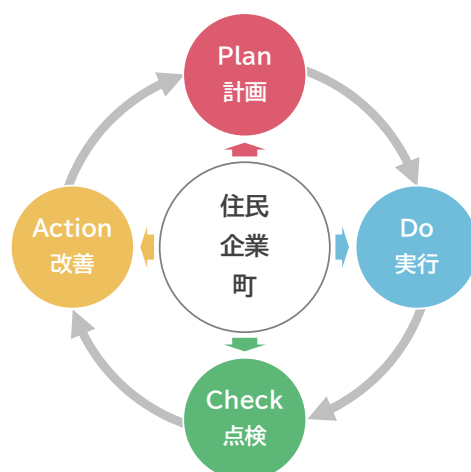 Plan
計画
住民
企業
町
Action
改善
Do
実行
Check
点検